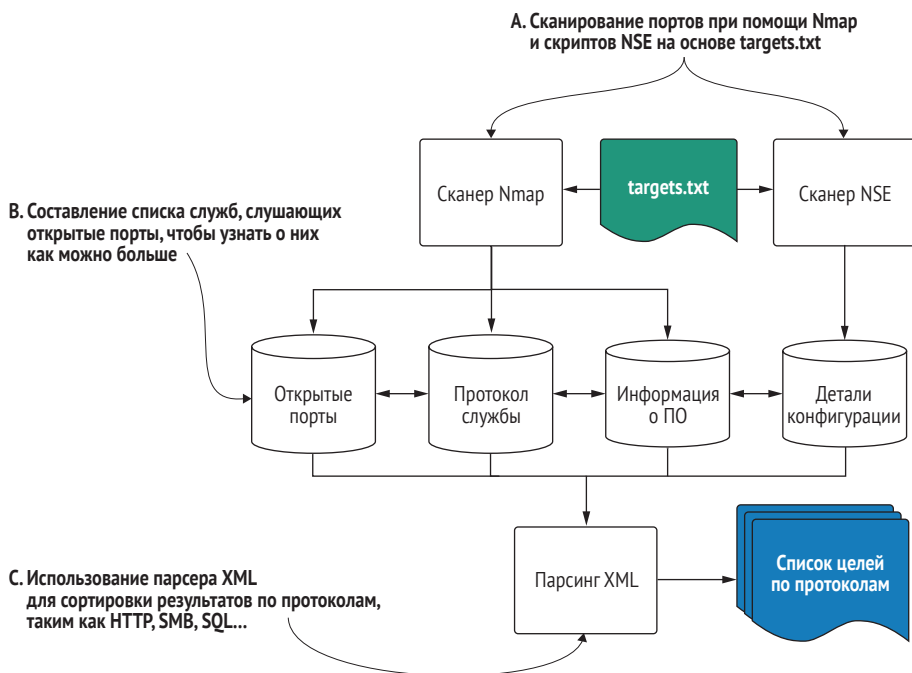 A. Сканирование портов при помощи Nmap
и скриптов NSE на основе targets.txt
Сканер Nmap
targets.txt
Сканер NSE
B. Составление списка служб, слушающих
открытые порты, чтобы узнать о них
как можно больше
Открытые
порты
Протокол
службы
Информация
о ПО
Детали
конфигурации
C. Использование парсера XML
для сортировки результатов по протоколам,
таким как HTTP, SMB, SQL...
Парсинг XML
Список целей
по протоколам